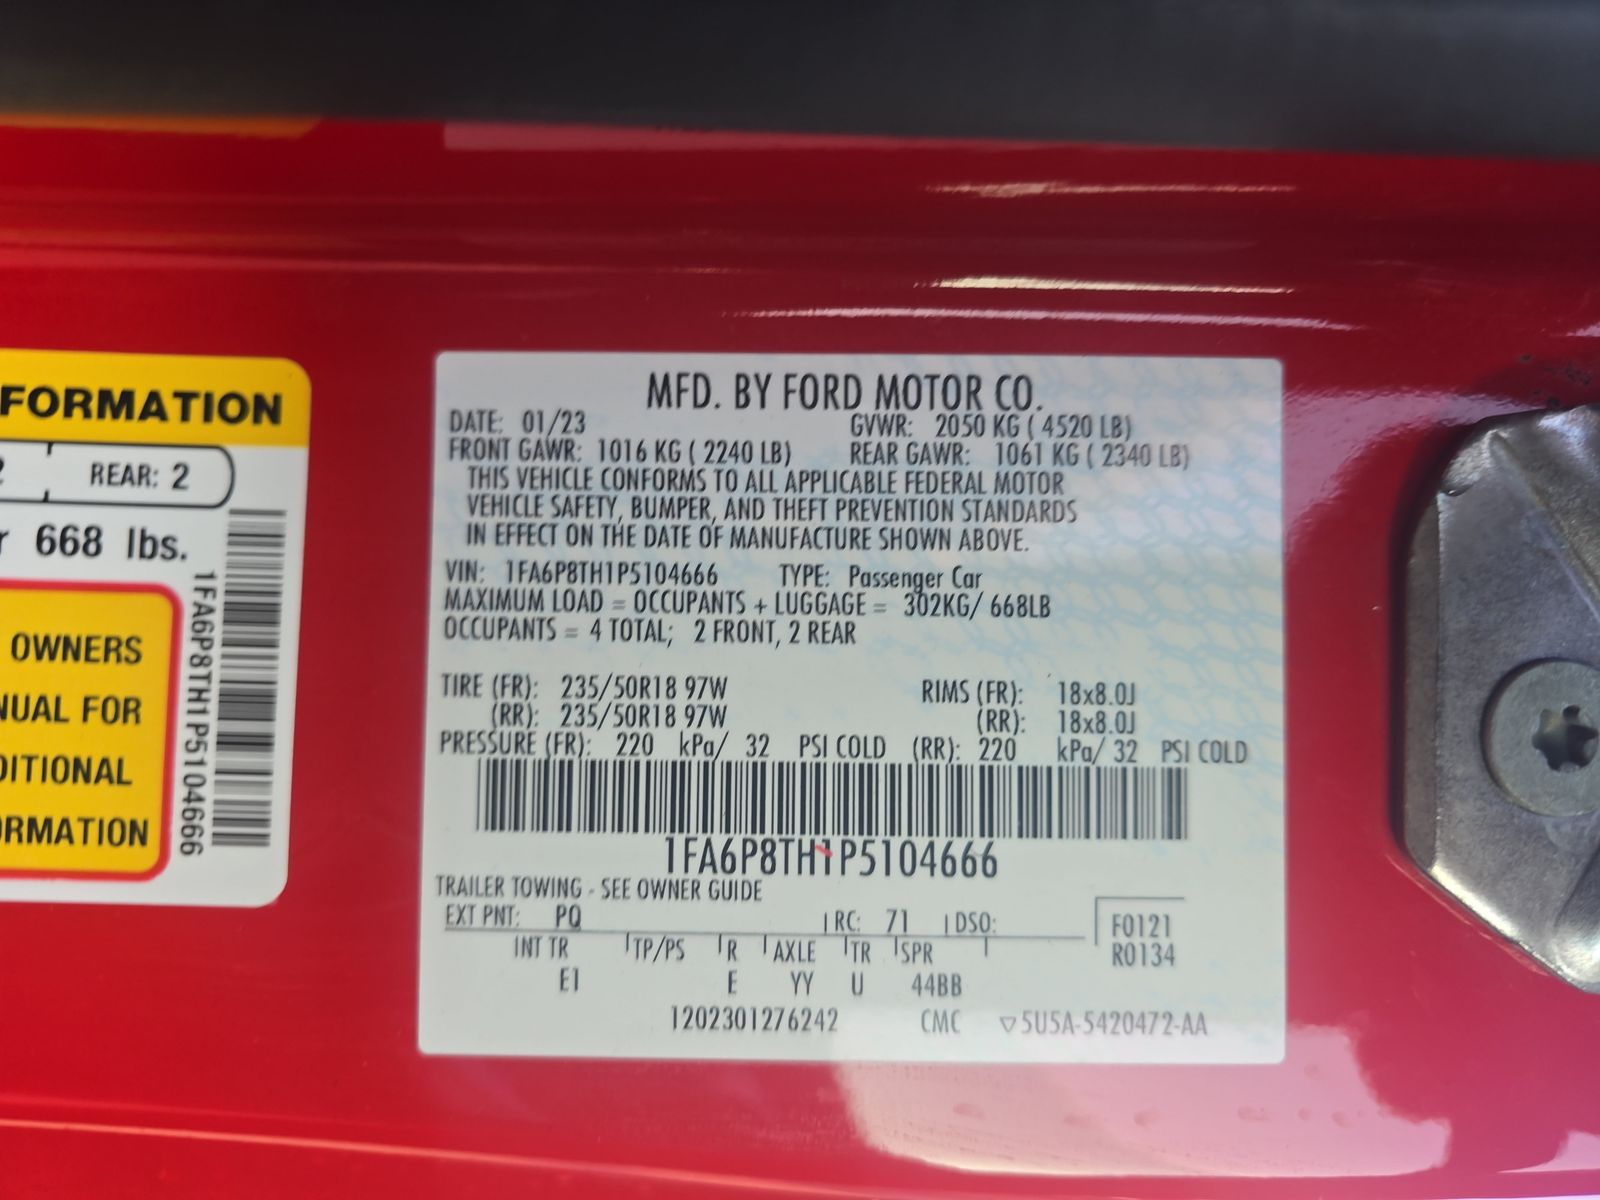 FORMATION
REAR: 2
668 lbs.
OWNERS
NUAL FOR
DITIONAL
ORMATION
1FA6P8TH1P5104666
MFD. BY FORD MOTOR CO.
DATE: 01/23 GVWR: 2050 KG ( 4520 LB)
FRONT GAWR: 1016 KG ( 2240 LB) REAR GAWR: 1061 KG ( 2340 LB)
THIS VEHICLE CONFORMS TO ALL APPLICABLE FEDERAL MOTOR
VEHICLE SAFETY, BUMPER, AND THEFT PREVENTION STANDARDS
IN EFFECT ON THE DATE OF MANUFACTURE SHOWN ABOVE.
VIN: 1FA6P8TH1P5104666 TYPE: Passenger Car
MAXIMUM LOAD = OCCUPANTS + LUGGAGE = 302KG/ 668LB
OCCUPANTS = 4 TOTAL; 2 FRONT, 2 REAR
TIRE (FR): 235/50R18 97W RIMS (FR): 18x8.0J
(RR): 235/50R18 97W (RR): 18x8.0J
PRESSURE (FR): 220 kPa/ 32 PSI COLD (RR): 220 kPa/ 32 PSI COLD
1FA6P8TH1P5104666
TRAILER TOWING - SEE OWNER GUIDE
EXT PNT: PQ RC: 71 DSO: F0121
INT TR TP/PS R AXLE TR SPR R0134
E1 E YY U 44BB
1202301276242 CMC ▽5U5A-5420472-AA